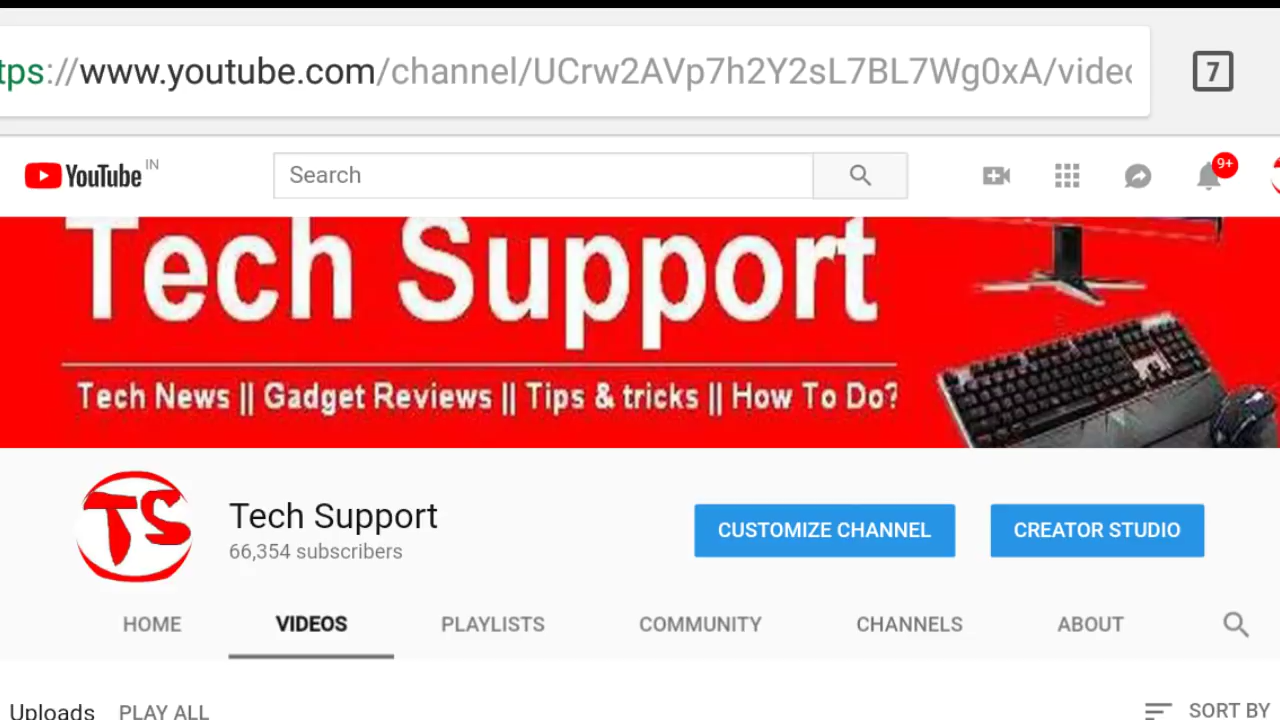 tps://www.youtube.com/channel/UCrw2AVp7h2Y2sL7BL7Wg0xA/video
7
YouTube IN
Search
9+
Tech Support
Tech News || Gadget Reviews || Tips & tricks || How To Do?
TS
Tech Support
66,354 subscribers
CUSTOMIZE CHANNEL
CREATOR STUDIO
HOME VIDEOS PLAYLISTS COMMUNITY CHANNELS ABOUT
Uploads PLAY ALL SORT BY